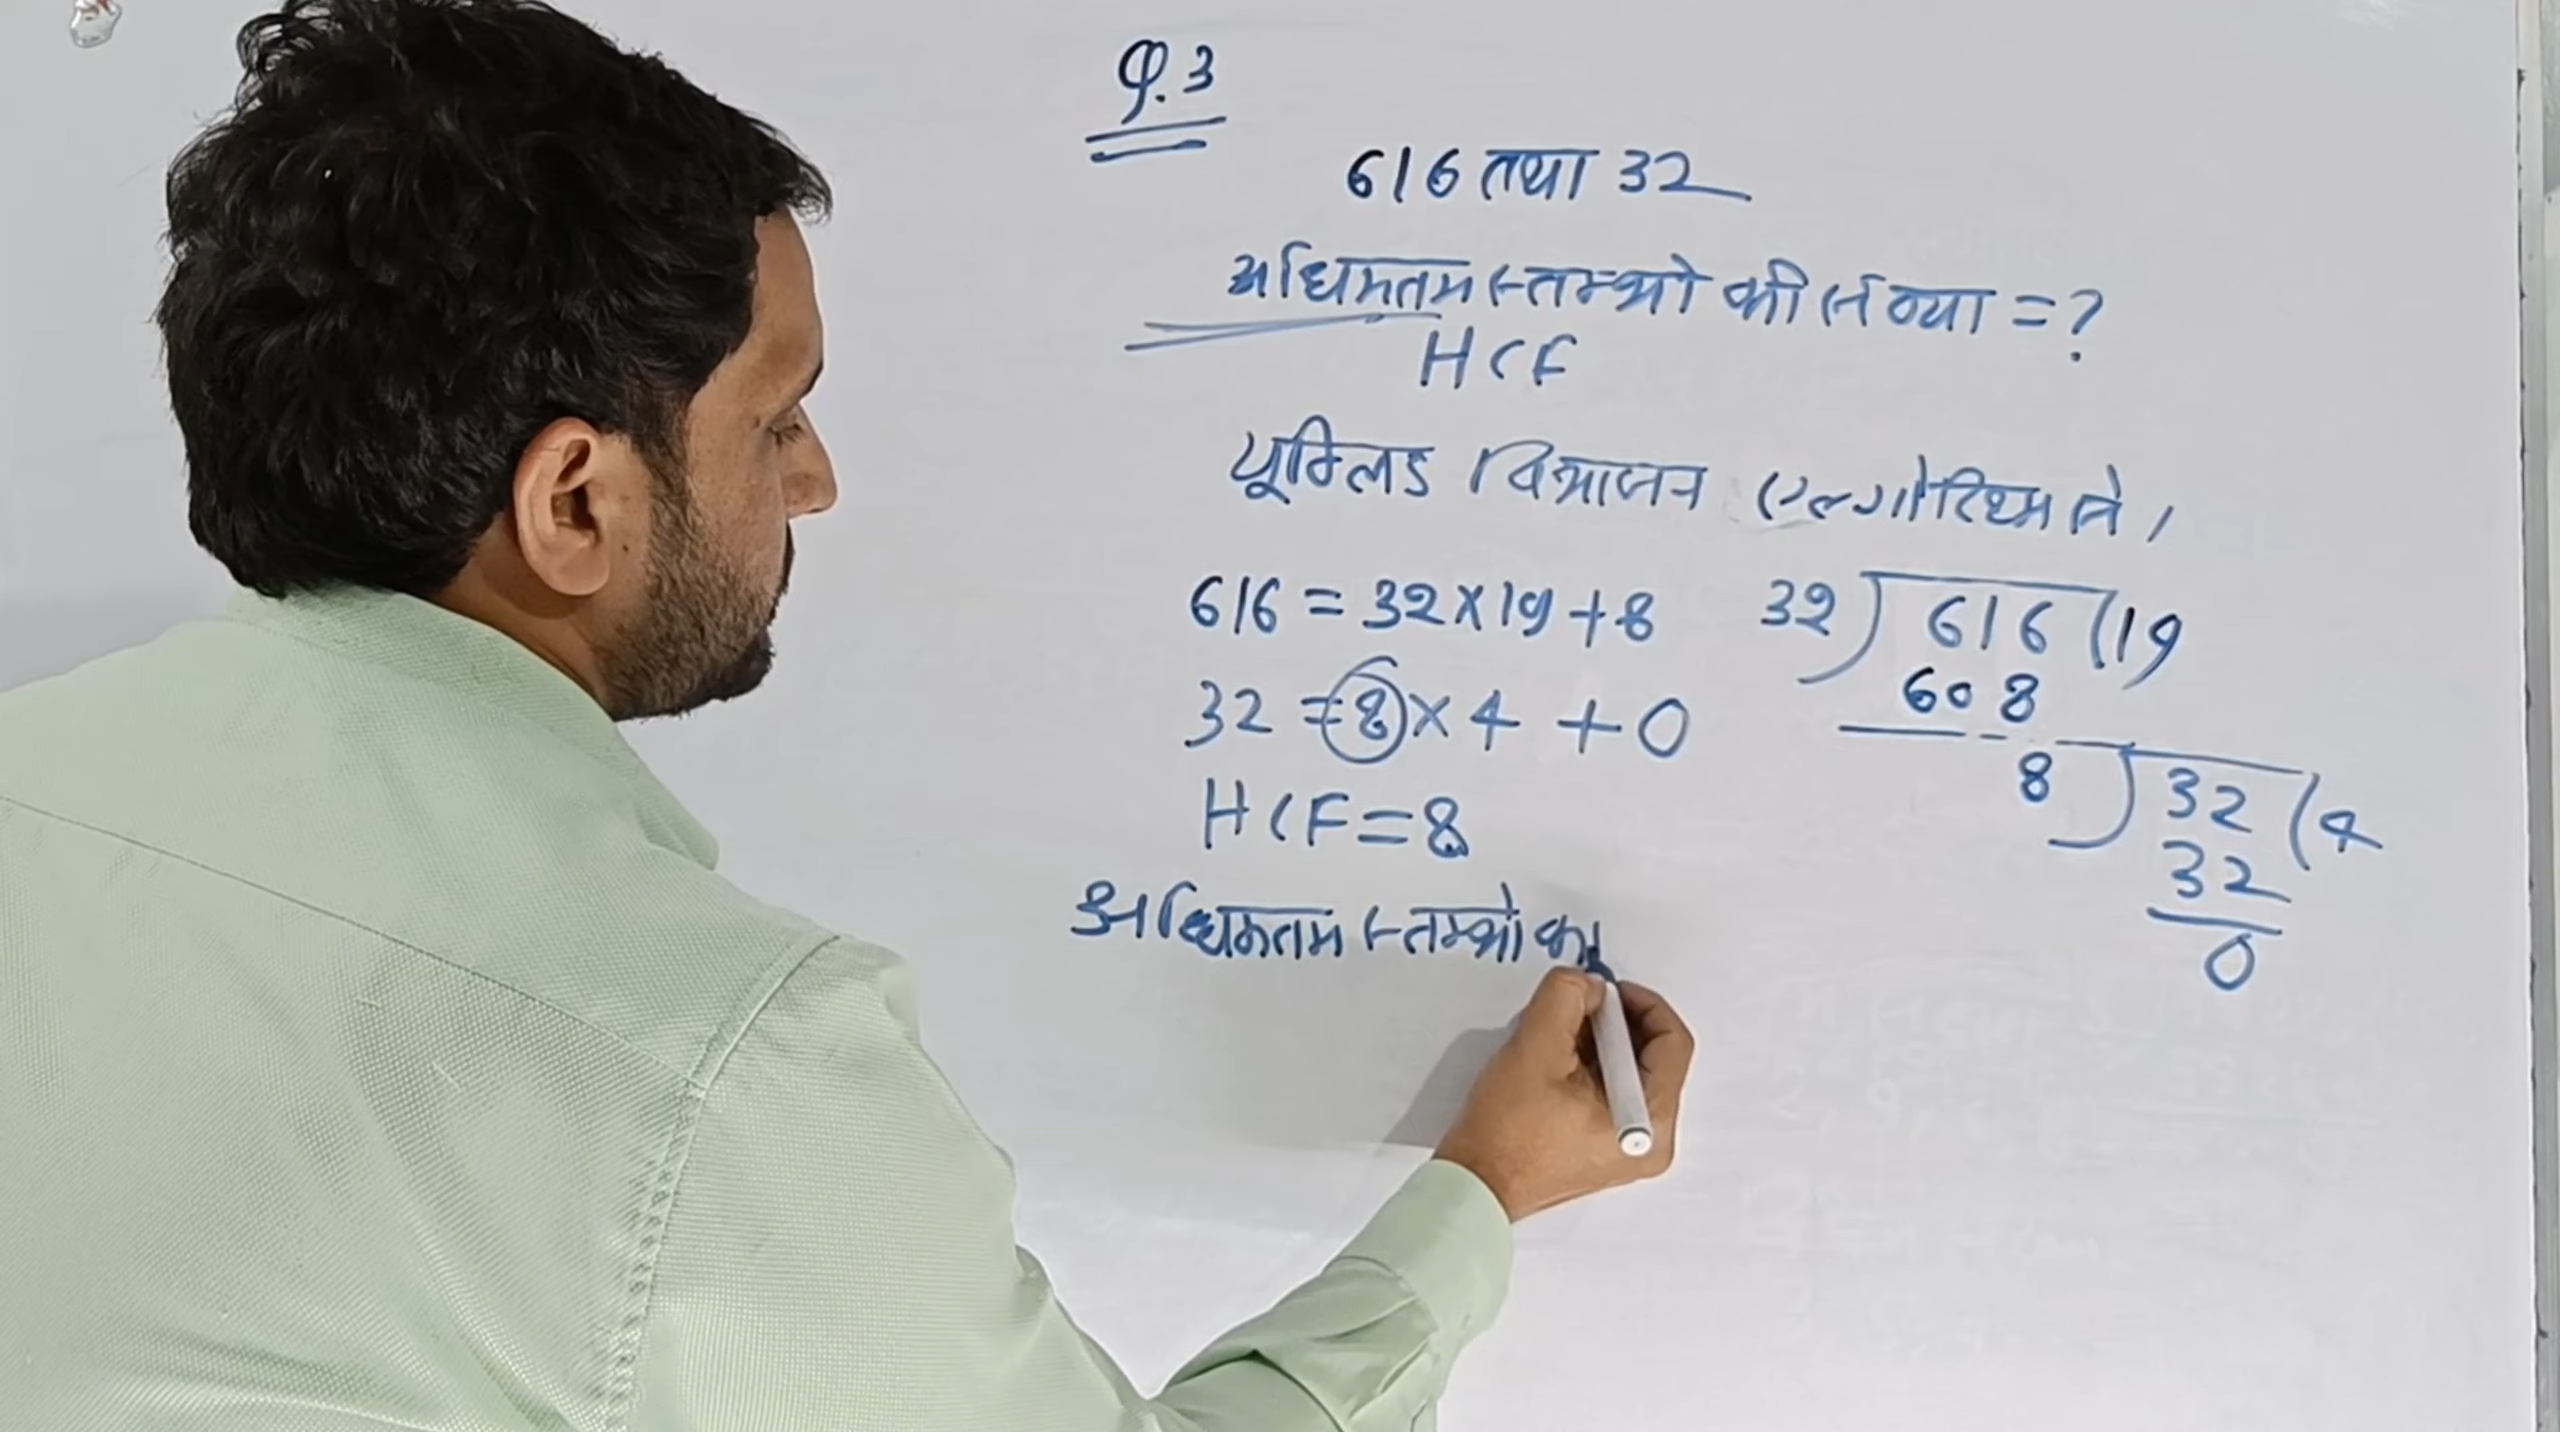 Q.3
616 तथा 32
अधिकतम स्तम्भो की संख्या = ?
HCF
यूक्लिड विभाजन एल्गोरिथम से,
616 = 32 × 19 + 8
32 = 8 × 4 + 0
HCF = 8
अधिकतम स्तम्भो की
32 ) 616 ( 19
608
8 ) 32 ( 4
32
0